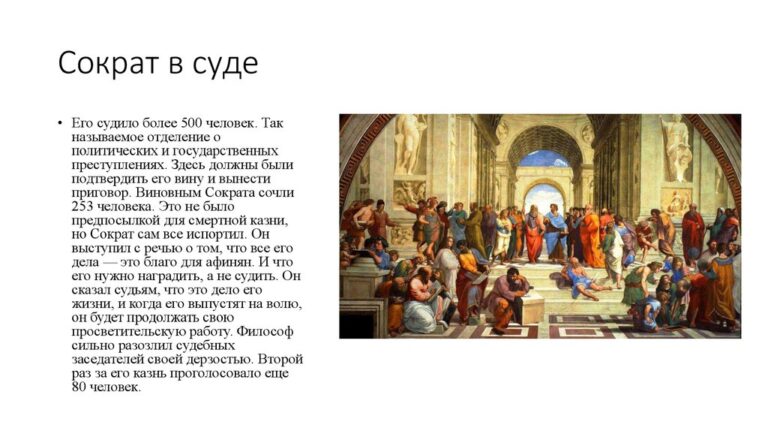 Сократ в суде
• Его судило более 500 человек. Так
называемое отделение о
политических и государственных
преступлениях. Здесь должны были
подтвердить его вину и вынести
приговор. Виновным Сократа сочли
253 человека. Это не было
предпосылкой для смертной казни,
но Сократ сам все испортил. Он
выступил с речью о том, что все его
дела — это благо для афинян. И что
его нужно наградить, а не судить. Он
сказал судьям, что это дело его
жизни, и когда его выпустят на волю,
он будет продолжать свою
просветительскую работу. Философ
сильно разозлил судебных
заседателей своей дерзостью. Второй
раз за его казнь проголосовало еще
80 человек.